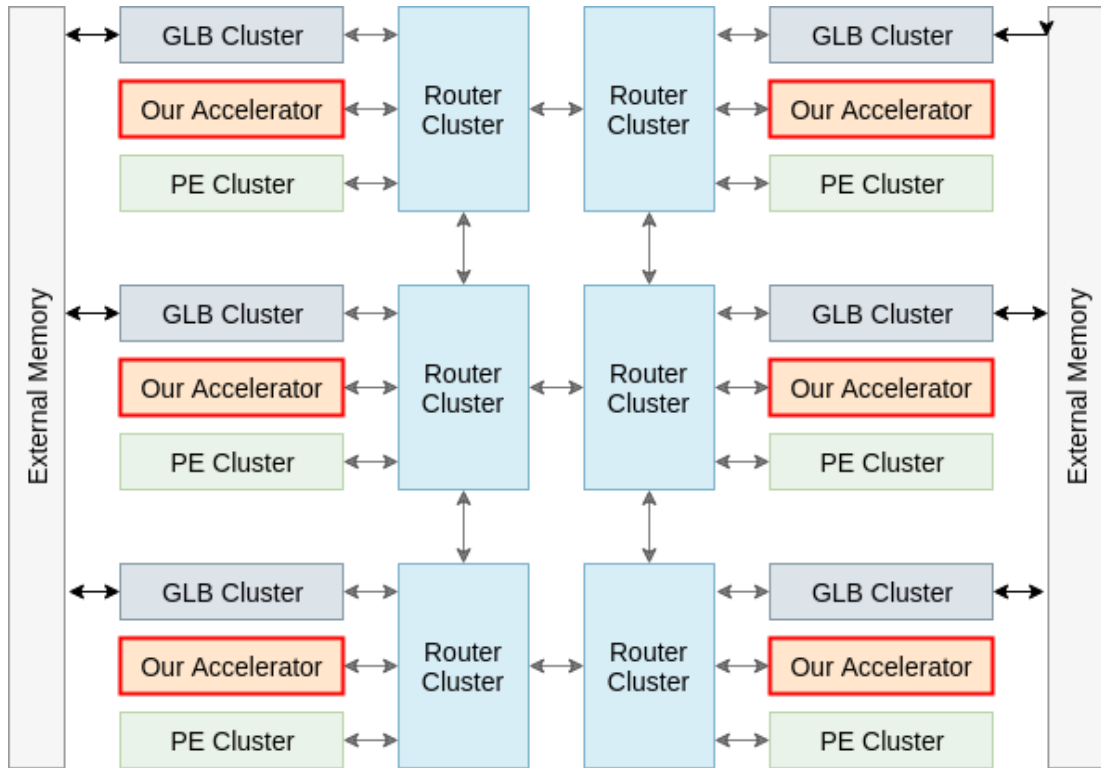 External Memory
GLB Cluster
Our Accelerator
PE Cluster
Router
Cluster
Router
Cluster
GLB Cluster
Our Accelerator
PE Cluster
External Memory
GLB Cluster
Our Accelerator
PE Cluster
Router
Cluster
Router
Cluster
GLB Cluster
Our Accelerator
PE Cluster
GLB Cluster
Our Accelerator
PE Cluster
Router
Cluster
Router
Cluster
GLB Cluster
Our Accelerator
PE Cluster